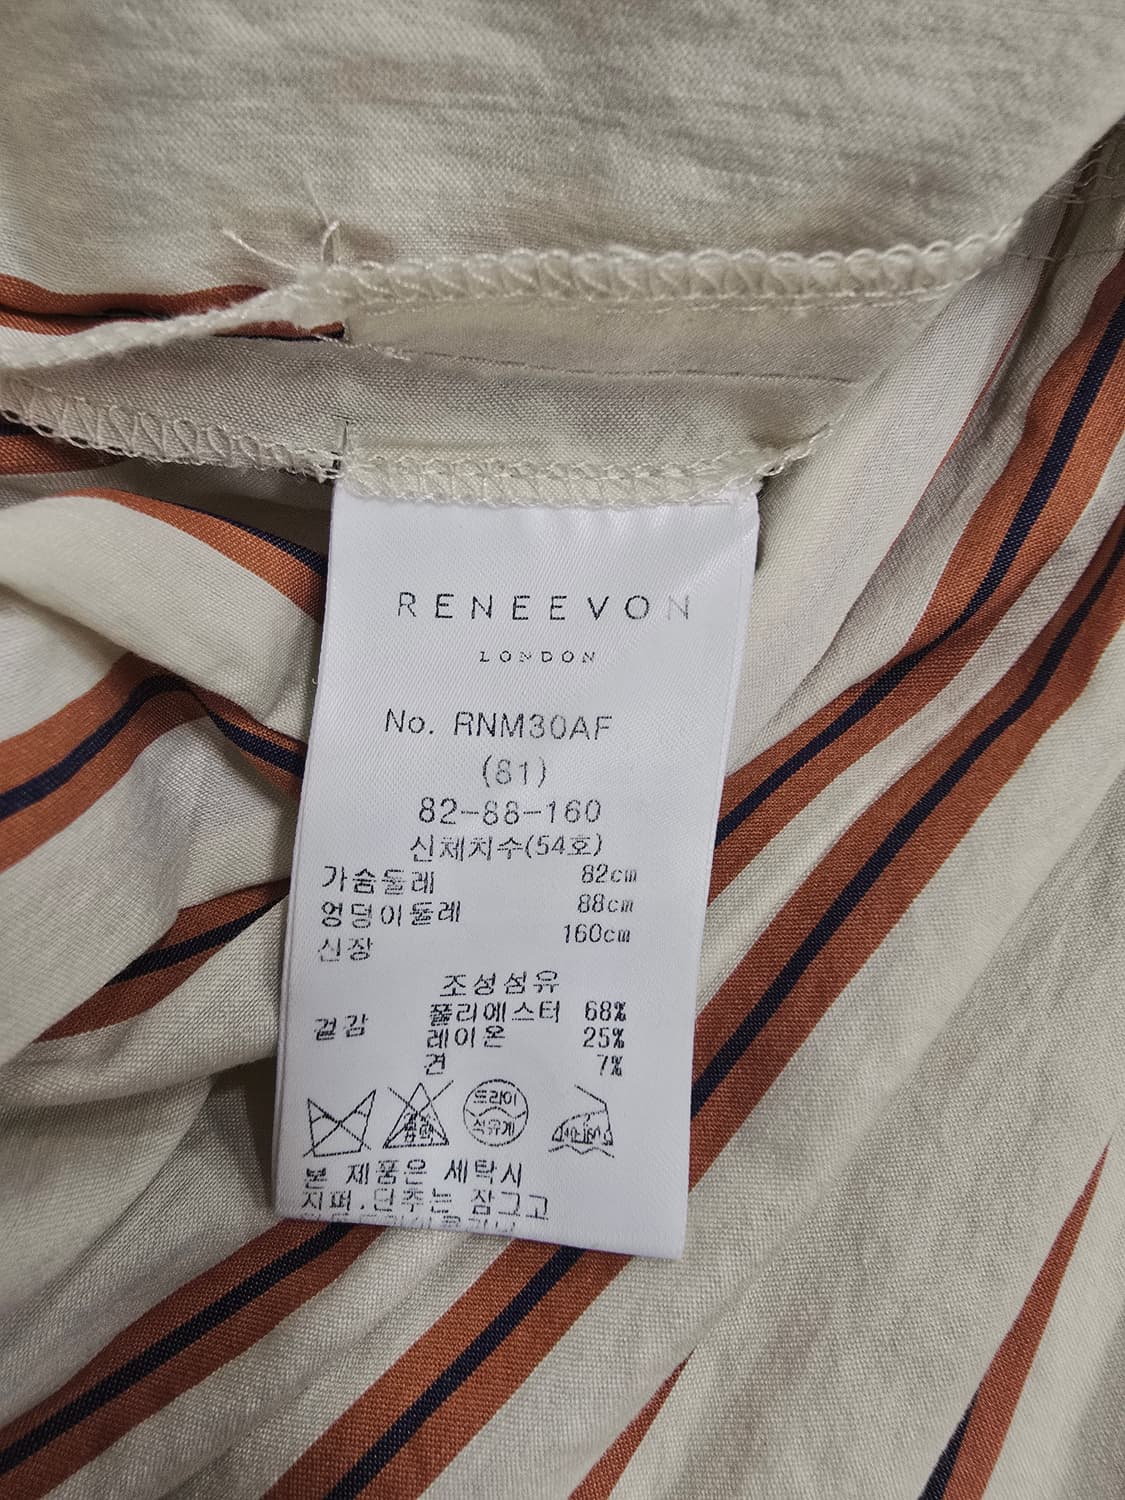 RENEEVON
LONDON
No. RNM30AF
(81)
82-88-160
신체치수(54호)
가슴둘레 82cm
엉덩이둘레 88cm
신장 160cm
조성섬유
겉감 폴리에스터 68%
레이온 25%
견 7%
드라이
석유계
본 제품은 세탁시
지퍼.단추는 잠그고